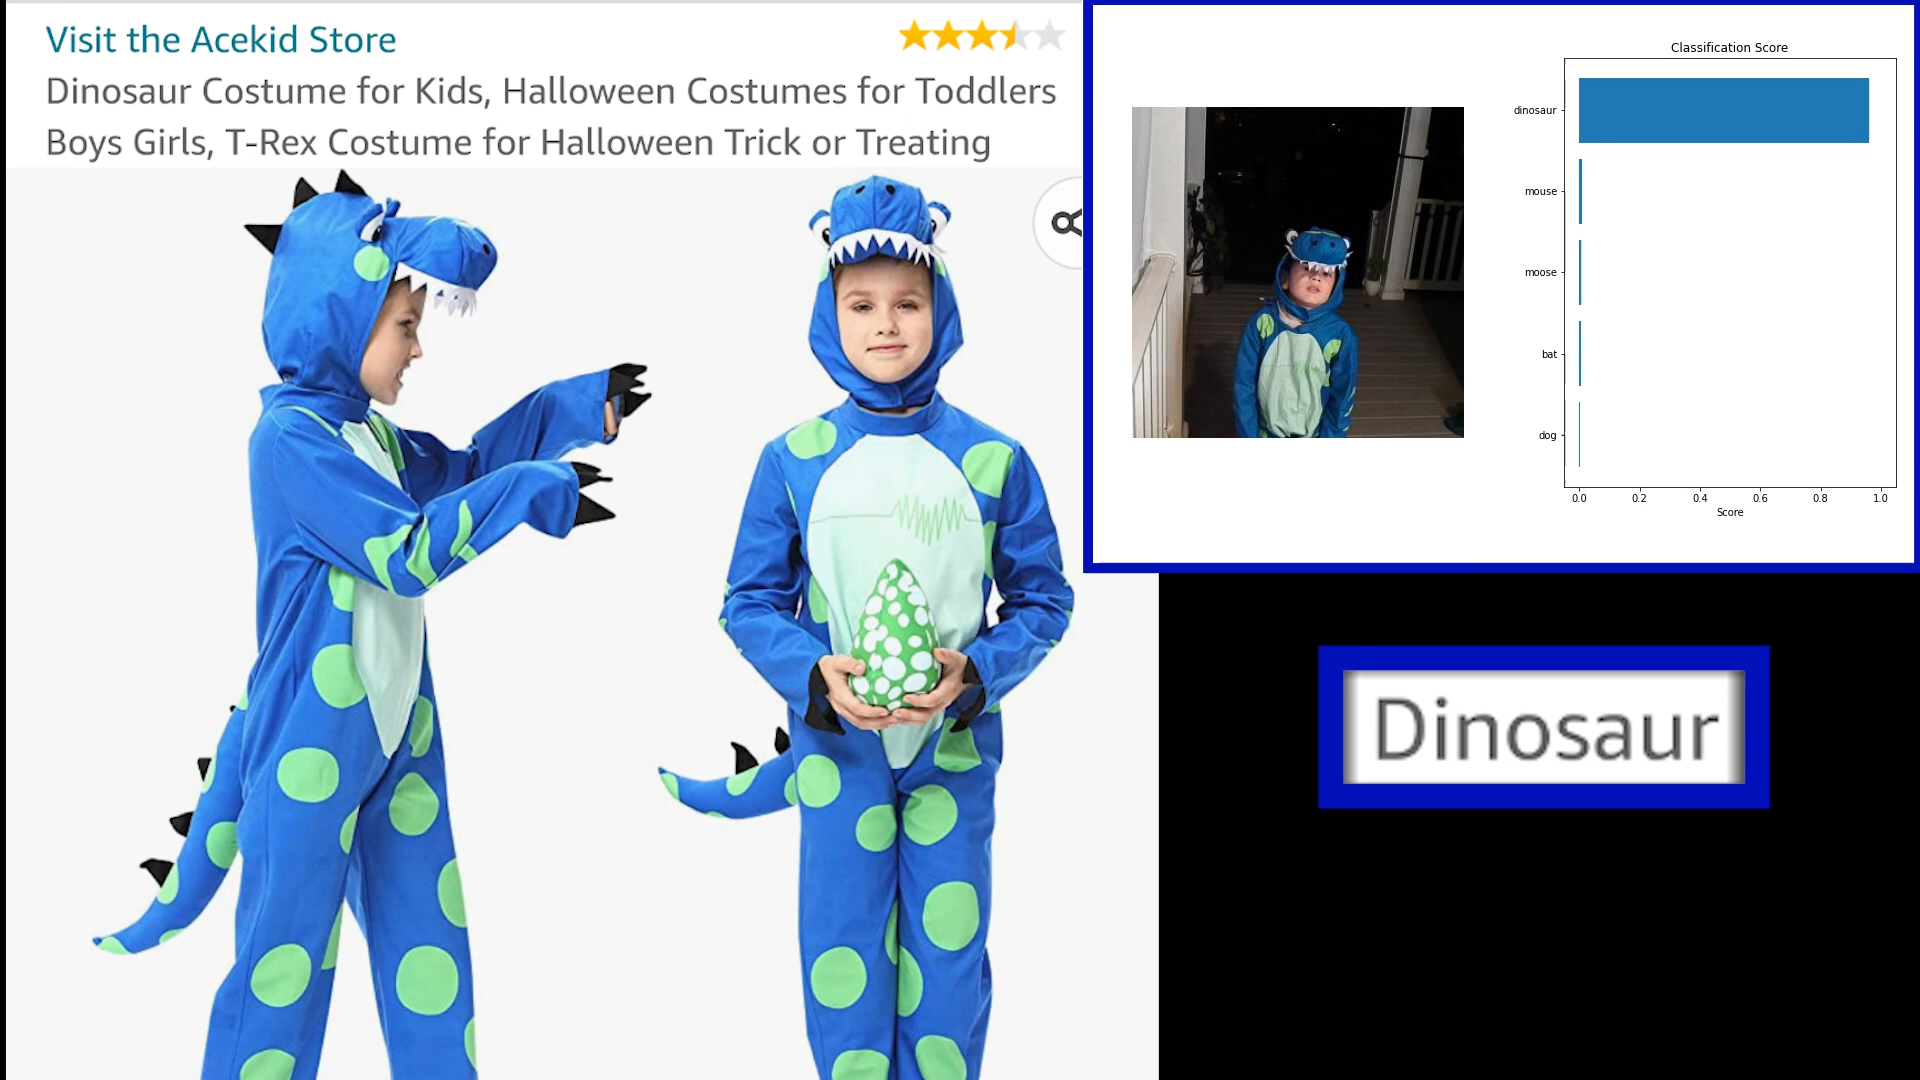 Visit the Acekid Store
Dinosaur Costume for Kids, Halloween Costumes for Toddlers
Boys Girls, T-Rex Costume for Halloween Trick or Treating
Classification Score
dinosaur
mouse
moose
bat
dog
0.0 0.2 0.4 0.6 0.8 1.0
Score
Dinosaur